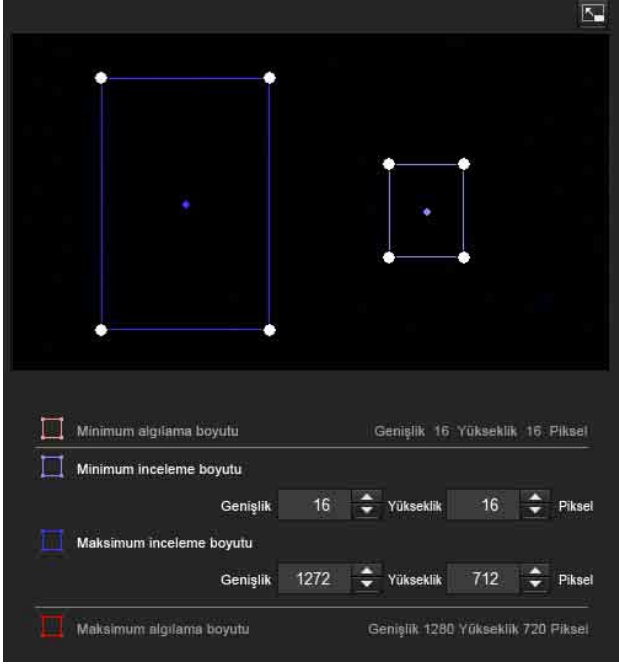 Minimum algılama boyutu Genişlik 16 Yükseklik 16 Piksel
Minimum inceleme boyutu
Genişlik 16 Yükseklik 16 Piksel
Maksimum inceleme boyutu
Genişlik 1272 Yükseklik 712 Piksel
Maksimum algılama boyutu Genişlik 1280 Yükseklik 720 Piksel